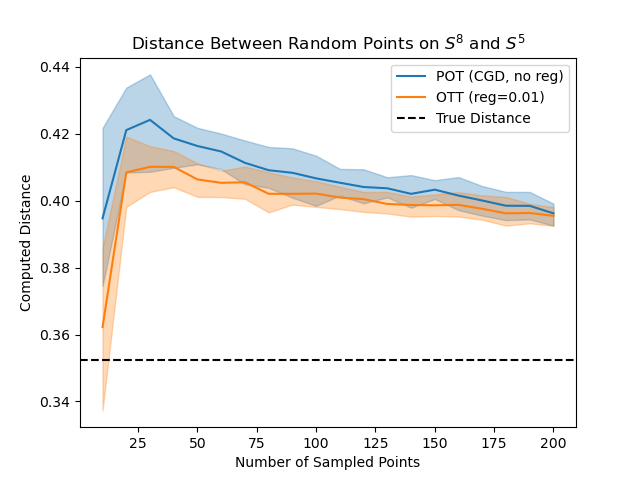 Distance Between Random Points on $S^8$ and $S^5$
POT (CGD, no reg)
OTT (reg=0.01)
True Distance
0.44
0.42
0.40
0.38
0.36
0.34
Computed Distance
25 50 75 100 125 150 175 200
Number of Sampled Points